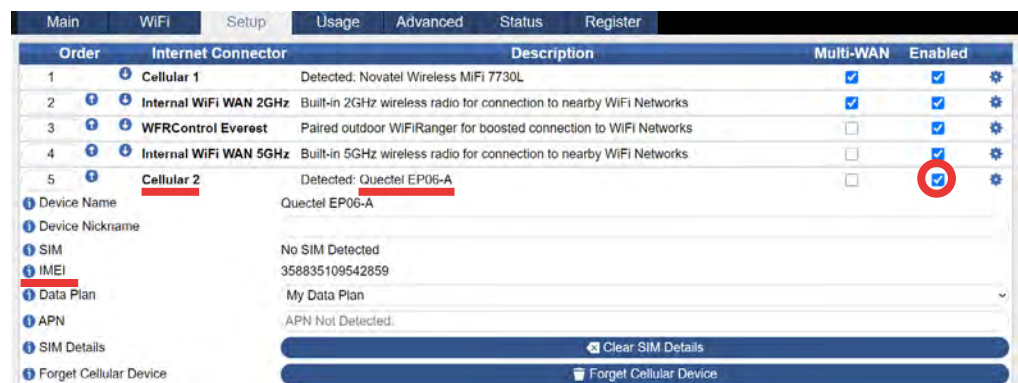 Main WiFi Setup Usage Advanced Status Register
Order Internet Connector Description Multi-WAN Enabled
1 Cellular 1 Detected: Novatel Wireless MiFi 7730L
2 Internal WiFi WAN 2GHz Built-in 2GHz wireless radio for connection to nearby WiFi Networks
3 WFRControl Everest Paired outdoor WiFiRanger for boosted connection to WiFi Networks
4 Internal WiFi WAN 5GHz Built-in 5GHz wireless radio for connection to nearby WiFi Networks
5 Cellular 2 Detected: Quectel EP06-A
Device Name Quectel EP06-A
Device Nickname
SIM No SIM Detected
IMEI 358835109542859
Data Plan My Data Plan
APN APN Not Detected.
SIM Details Clear SIM Details
Forget Cellular Device Forget Cellular Device